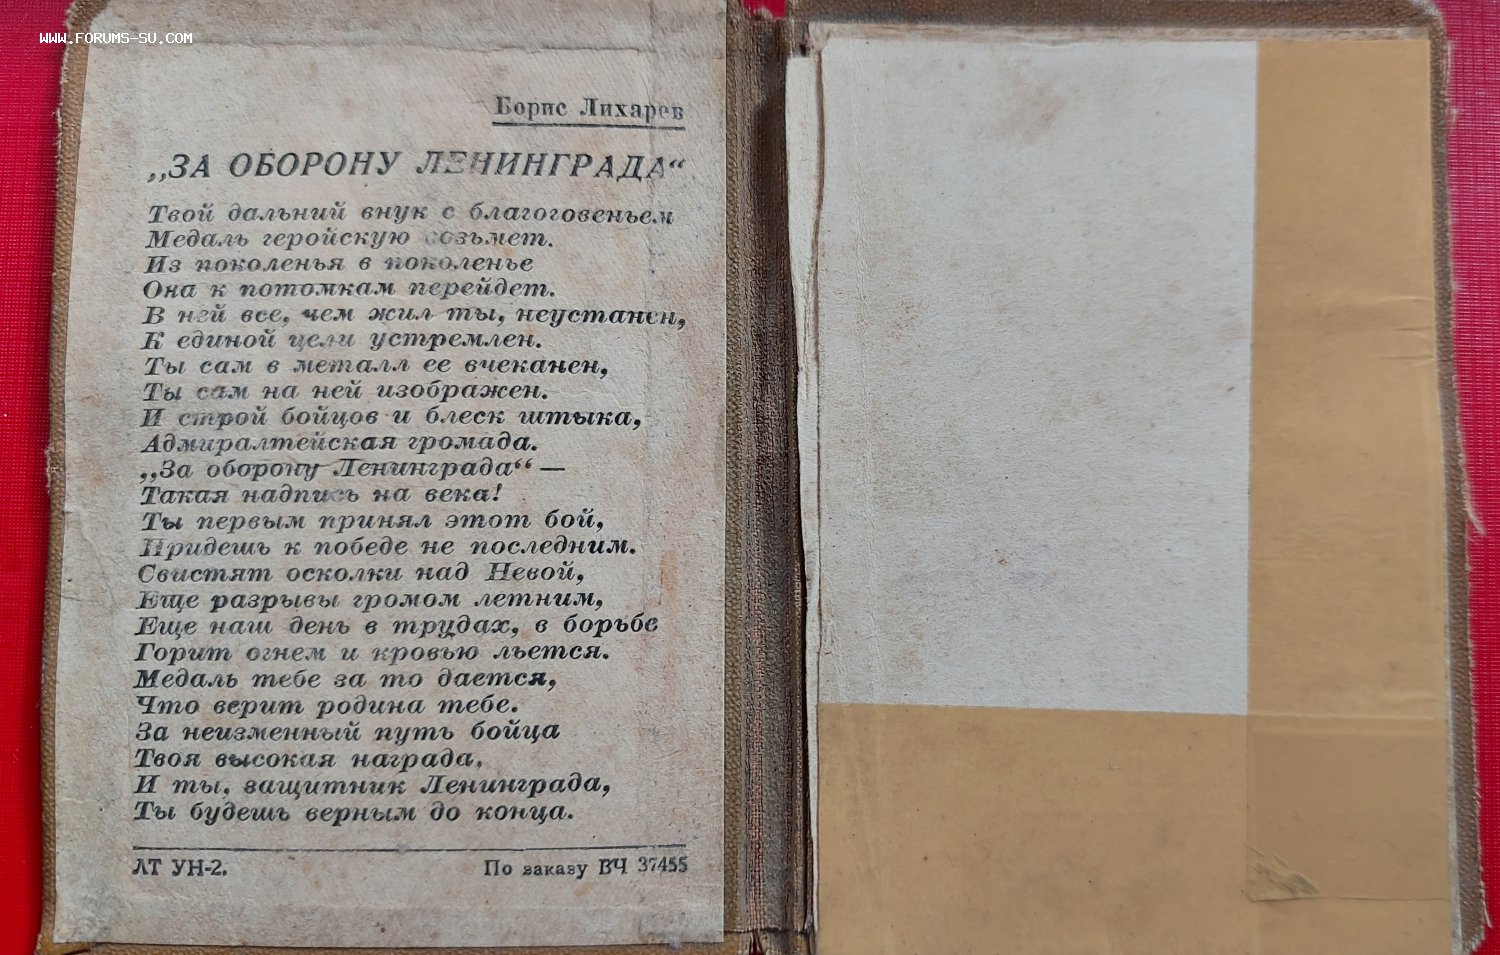 WWW.FORUMS-SU.COM
Борис Лихарев
„ЗА ОБОРОНУ ЛЕНИНГРАДА“
Твой дальний внук с благоговеньем
Медаль геройскую возьмет.
Из поколенья в поколенье
Она к потомкам перейдет.
В ней все, чем жил ты, неустанен,
К единой цели устремлен.
Ты сам в металл ее вчеканен,
Ты сам на ней изображен.
И строй бойцов и блеск штыка,
Адмиралтейская громада.
„За оборону Ленинграда“ —
Такая надпись на века!
Ты первым принял этот бой,
Придешь к победе не последним.
Свистят осколки над Невой,
Еще разрывы громом летним,
Еще наш день в трудах, в борьбе
Горит огнем и кровью льется.
Медаль тебе за то дается,
Что верит родина тебе.
За неизменный путь бойца
Твоя высокая награда,
И ты, защитник Ленинграда,
Ты будешь верным до конца.
ЛТ УН-2. По заказу ВЧ 37455